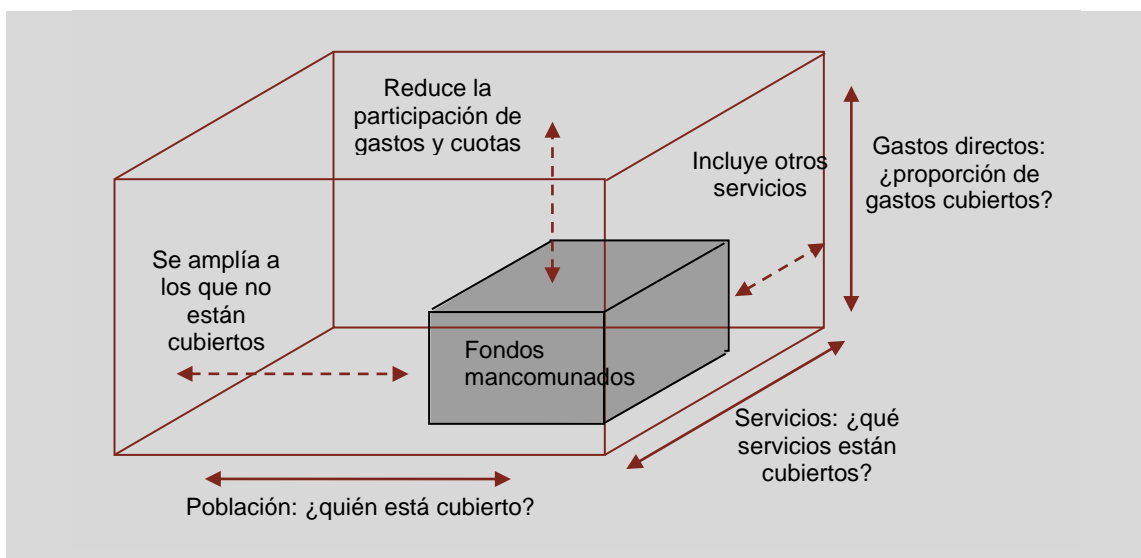 Reduce la
participación de
gastos y cuotas
Incluye otros
servicios
Gastos directos:
¿proporción de
gastos cubiertos?
Se amplía a
los que no
están
cubiertos
Fondos
mancomunados
Servicios: ¿qué
servicios están
cubiertos?
Población: ¿quién está cubierto?